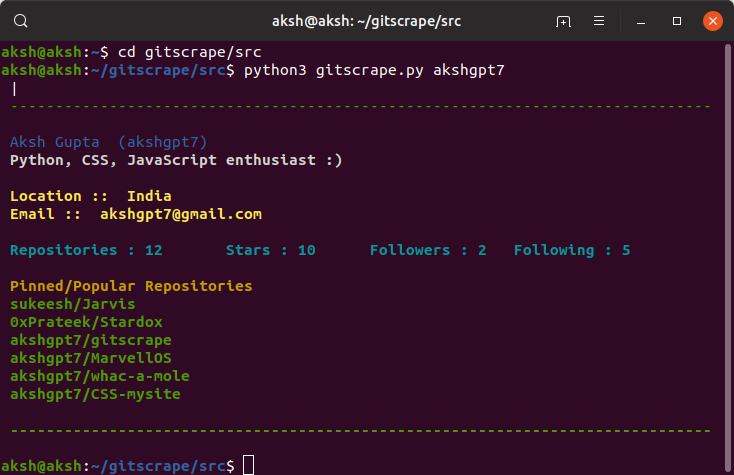 aksh@aksh: ~/gitscrape/src
aksh@aksh:~$ cd gitscrape/src
aksh@aksh:~/gitscrape/src$ python3 gitscrape.py akshgpt7
|
------------------------------------------------------------------------------
Aksh Gupta  (akshgpt7)
Python, CSS, JavaScript enthusiast :)
Location ::  India
Email ::  akshgpt7@gmail.com
Repositories : 12       Stars : 10      Followers : 2   Following : 5
Pinned/Popular Repositories
sukeesh/Jarvis
0xPrateek/Stardox
akshgpt7/gitscrape
akshgpt7/MarvellOS
akshgpt7/whac-a-mole
akshgpt7/CSS-mysite
------------------------------------------------------------------------------
aksh@aksh:~/gitscrape/src$